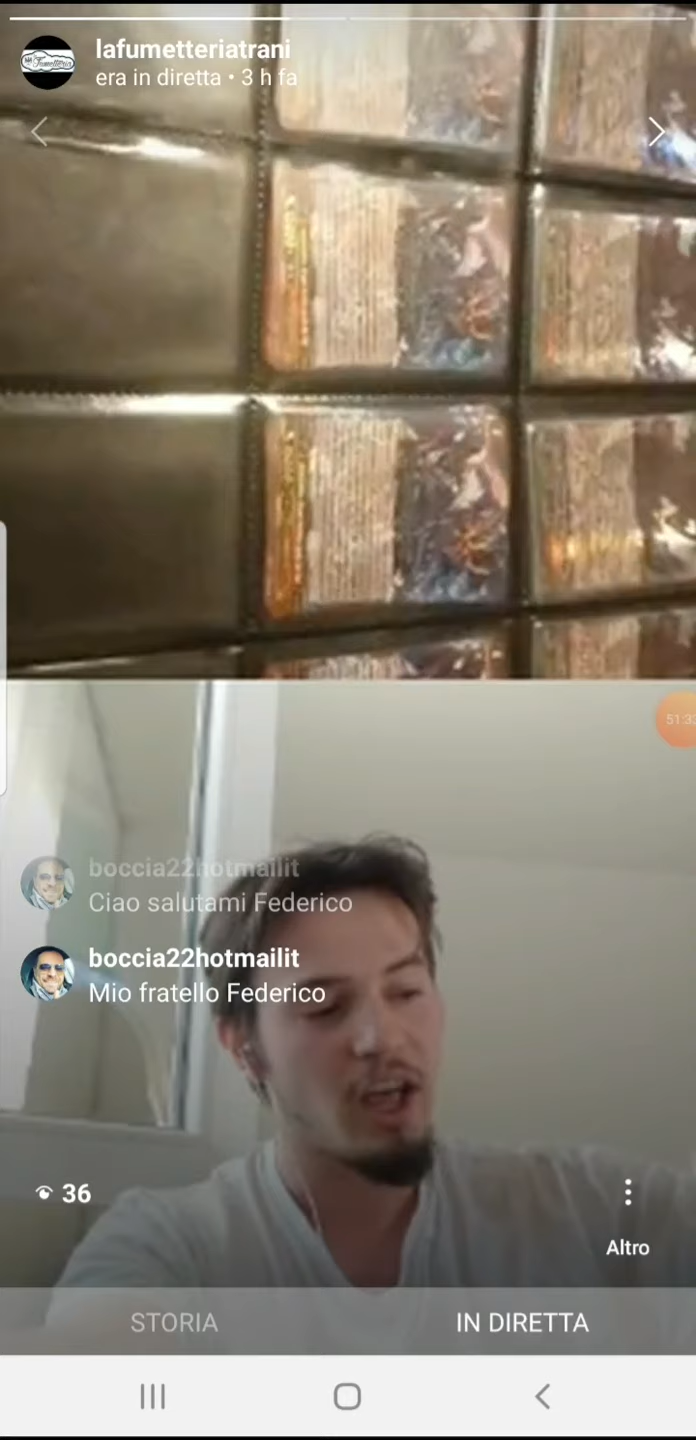 lafumetteriatrani
era in diretta • 3 h fa
boccia22hotmailit
Ciao salutami Federico
boccia22hotmailit
Mio fratello Federico
36
Altro
STORIA
IN DIRETTA